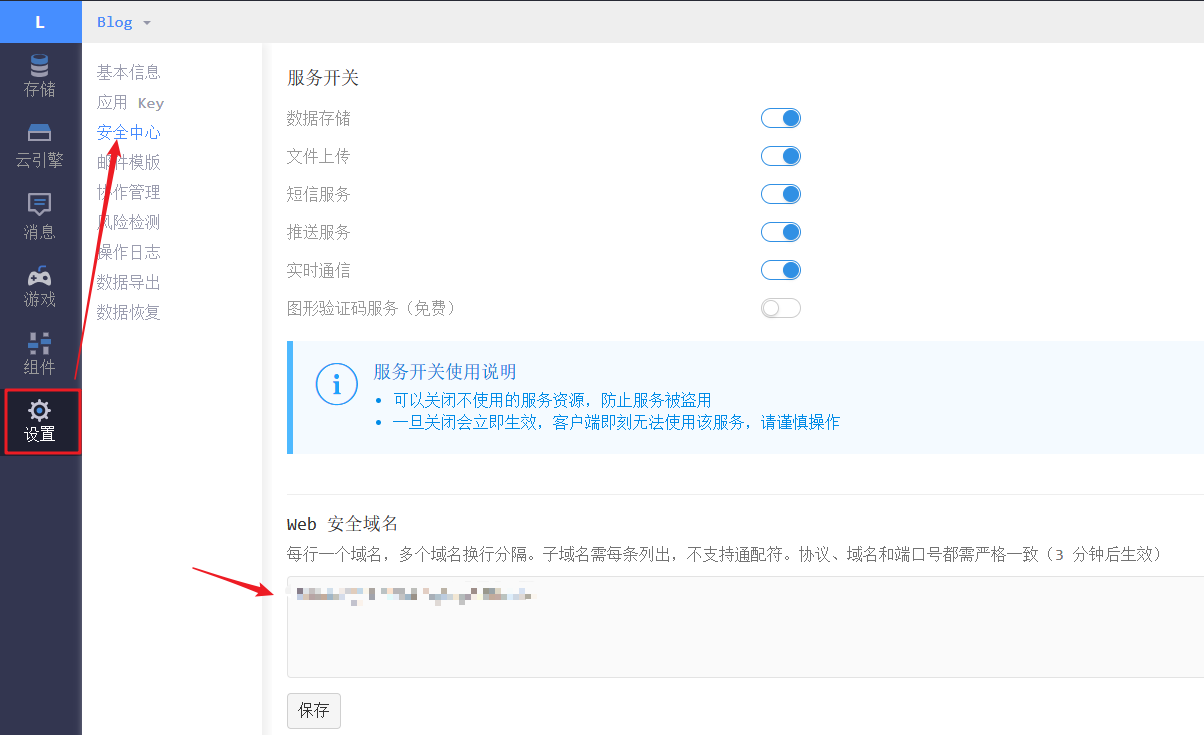 L
Blog
存储
云引擎
消息
游戏
组件
设置
基本信息
应用 Key
安全中心
邮件模版
协作管理
风险检测
操作日志
数据导出
数据恢复
服务开关
数据存储
文件上传
短信服务
推送服务
实时通信
图形验证码服务（免费）
服务开关使用说明
可以关闭不使用的服务资源，防止服务被盗用
一旦关闭会立即生效，客户端即刻无法使用该服务，请谨慎操作
Web 安全域名
每行一个域名，多个域名换行分隔。子域名需每条列出，不支持通配符。协议、域名和端口号都需严格一致（3 分钟后生效）
保存